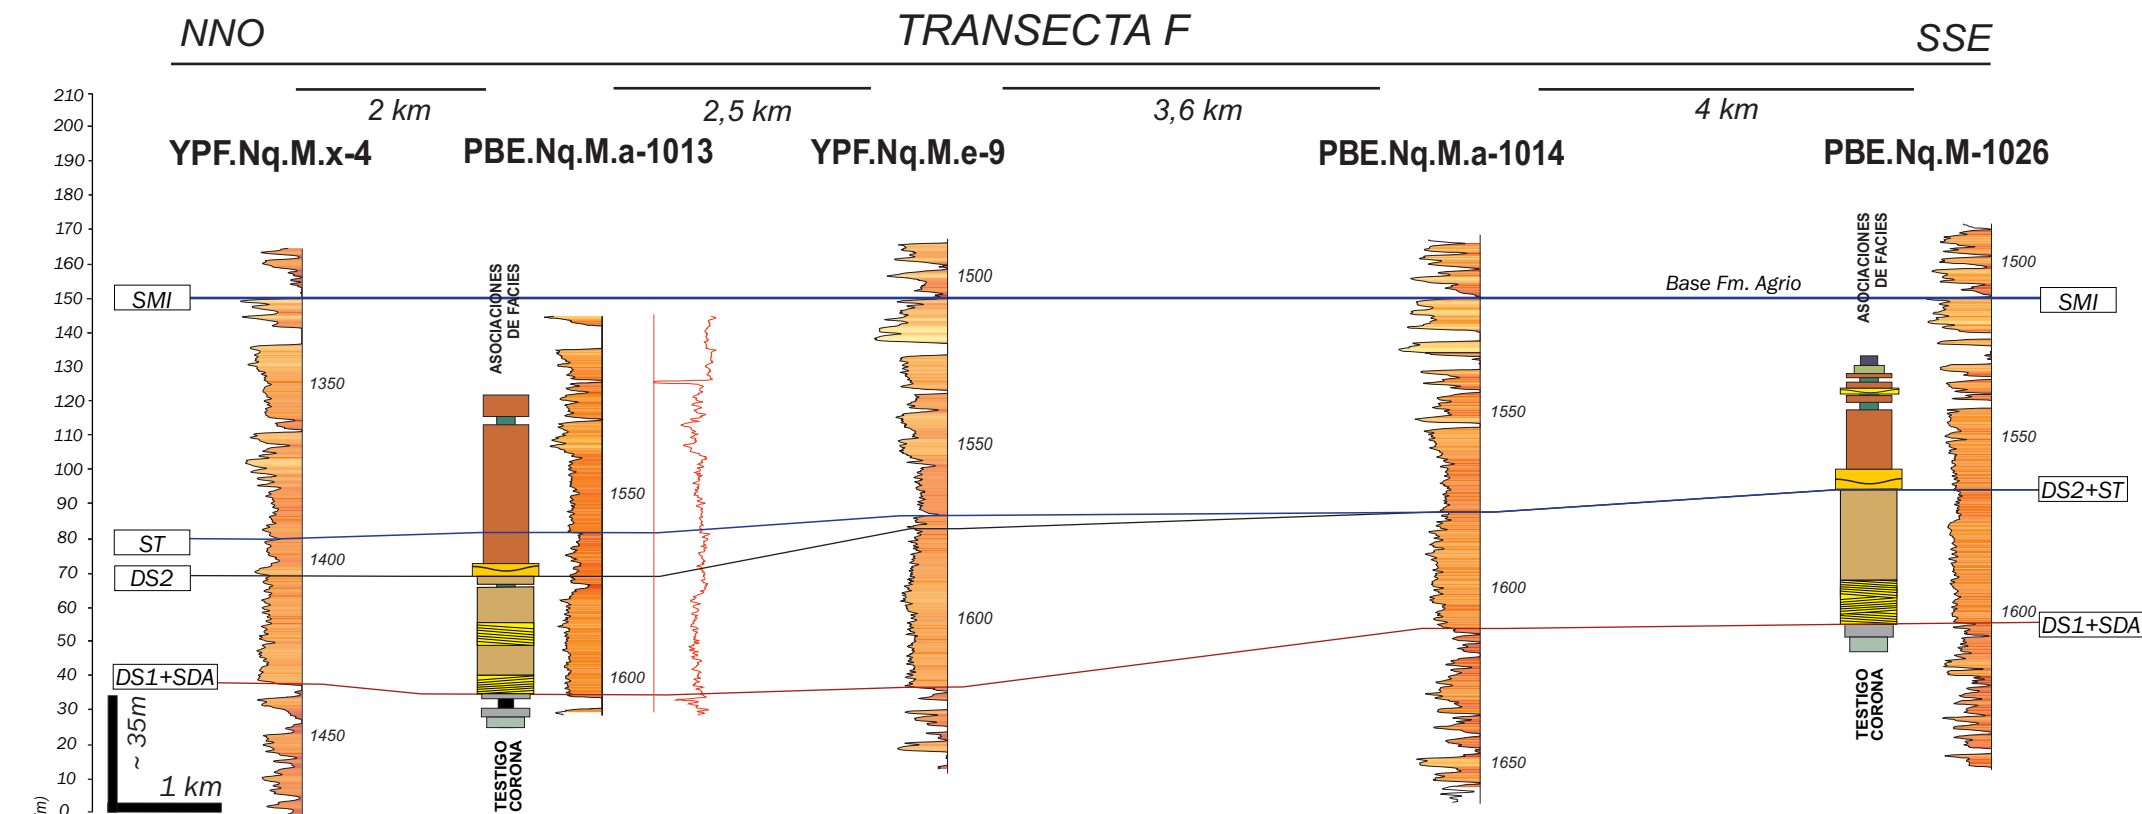 NNO TRANSECTA F SSE
2 km 2,5 km 3,6 km 4 km
YPF.Nq.M.x-4 PBE.Nq.M.a-1013 YPF.Nq.M.e-9 PBE.Nq.M.a-1014 PBE.Nq.M-1026
210
200
190
180
170
160
150
140
130
120
110
100
90
80
70
60
50
40
30
20
10
0
(m)
SMI
ST
DS2
DS1+SDA
~ 35m
1 km
1350
1400
1450
ASOCIACIONES
DE FACIES
TESTIGO
CORONA
1550
1600
1500
1550
1600
1550
1600
1650
Base Fm. Agrio
ASOCIACIONES
DE FACIES
TESTIGO
CORONA
1500
1550
1600
SMI
DS2+ST
DS1+SDA